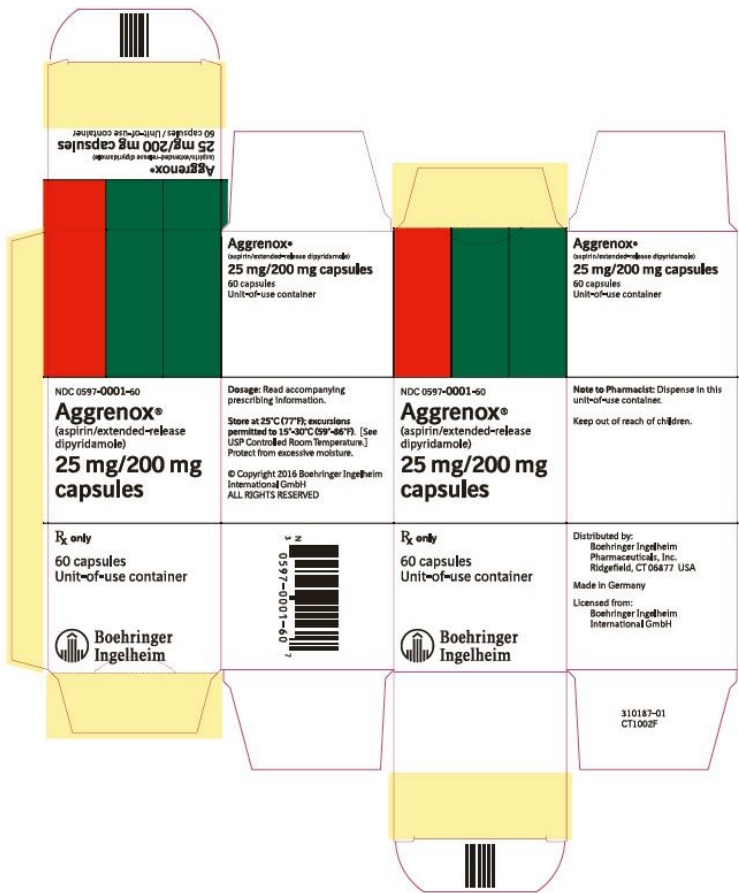 Aggrenox®
(aspirin/extended-release dipyridamole)
25 mg/200 mg capsules
60 capsules / Unit-of-use container
Aggrenox®
(aspirin/extended-release dipyridamole)
25 mg/200 mg capsules
60 capsules
Unit-of-use container
Aggrenox®
(aspirin/extended-release dipyridamole)
25 mg/200 mg capsules
60 capsules
Unit-of-use container
NDC 0597-0001-60
Aggrenox®
(aspirin/extended-release
dipyridamole)
25 mg/200 mg
capsules
Dosage: Read accompanying
prescribing information.
Store at 25°C (77°F); excursions
permitted to 15°-30°C (59°-86°F). [See
USP Controlled Room Temperature.]
Protect from excessive moisture.
© Copyright 2016 Boehringer Ingelheim
International GmbH
ALL RIGHTS RESERVED
NDC 0597-0001-60
Aggrenox®
(aspirin/extended-release
dipyridamole)
25 mg/200 mg
capsules
Note to Pharmacist: Dispense in this
unit-of-use container.
Keep out of reach of children.
Rx only
60 capsules
Unit-of-use container
Boehringer
Ingelheim
N
3 0597-0001-60 7
Rx only
60 capsules
Unit-of-use container
Boehringer
Ingelheim
Distributed by:
Boehringer Ingelheim
Pharmaceuticals, Inc.
Ridgefield, CT 06877 USA
Made in Germany
Licensed from:
Boehringer Ingelheim
International GmbH
310187-01
CT1002F